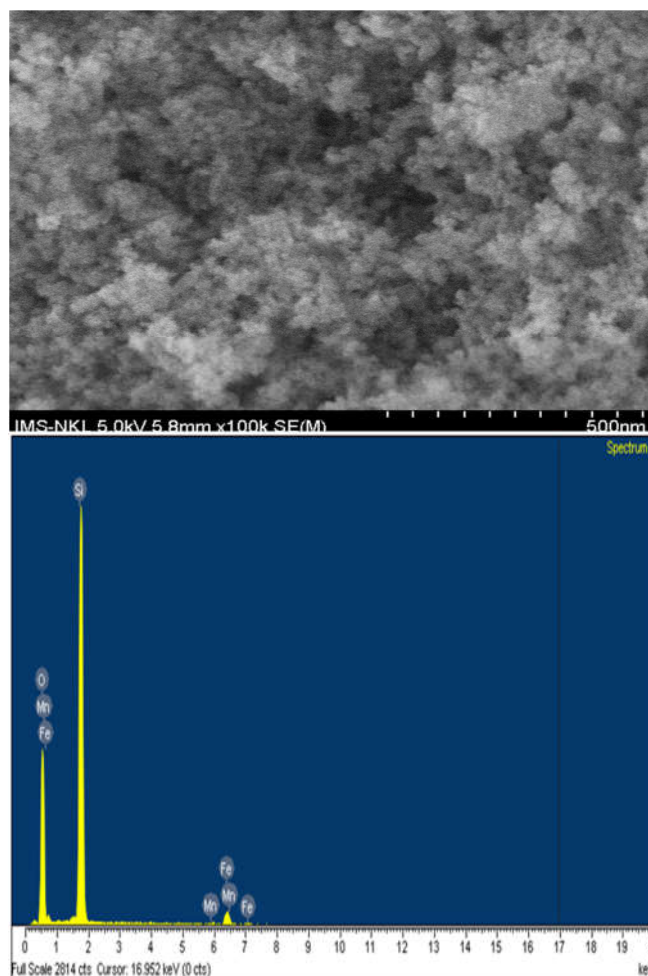 IMS-NKL 5.0kV 5.8mm x100k SE(M) 500nm
Spectrum
Si
O
Mn
Fe
Fe
Mn
Mn
Fe
0 1 2 3 4 5 6 7 8 9 10 11 12 13 14 15 16 17 18 19
Full Scale 2814 cts Cursor: 16.952 keV (0 cts)
ke